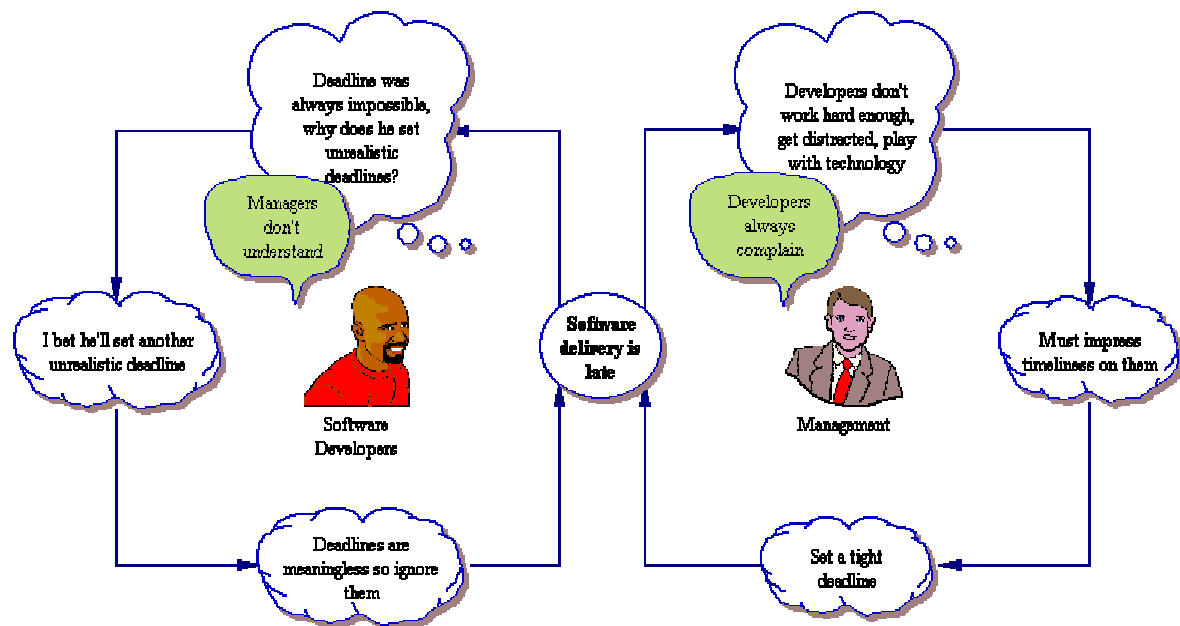 Deadline was
always impossible,
why does he set
unrealistic
deadlines?
Managers
don't
understand
I bet he'll set another
unrealistic deadline
Software
Developers
Deadlines are
meaningless so ignore
them
Software
delivery is
late
Developers don't
work hard enough,
get distracted, play
with technology
Developers
always
complain
Must impress
timeliness on them
Management
Set a tight
deadline